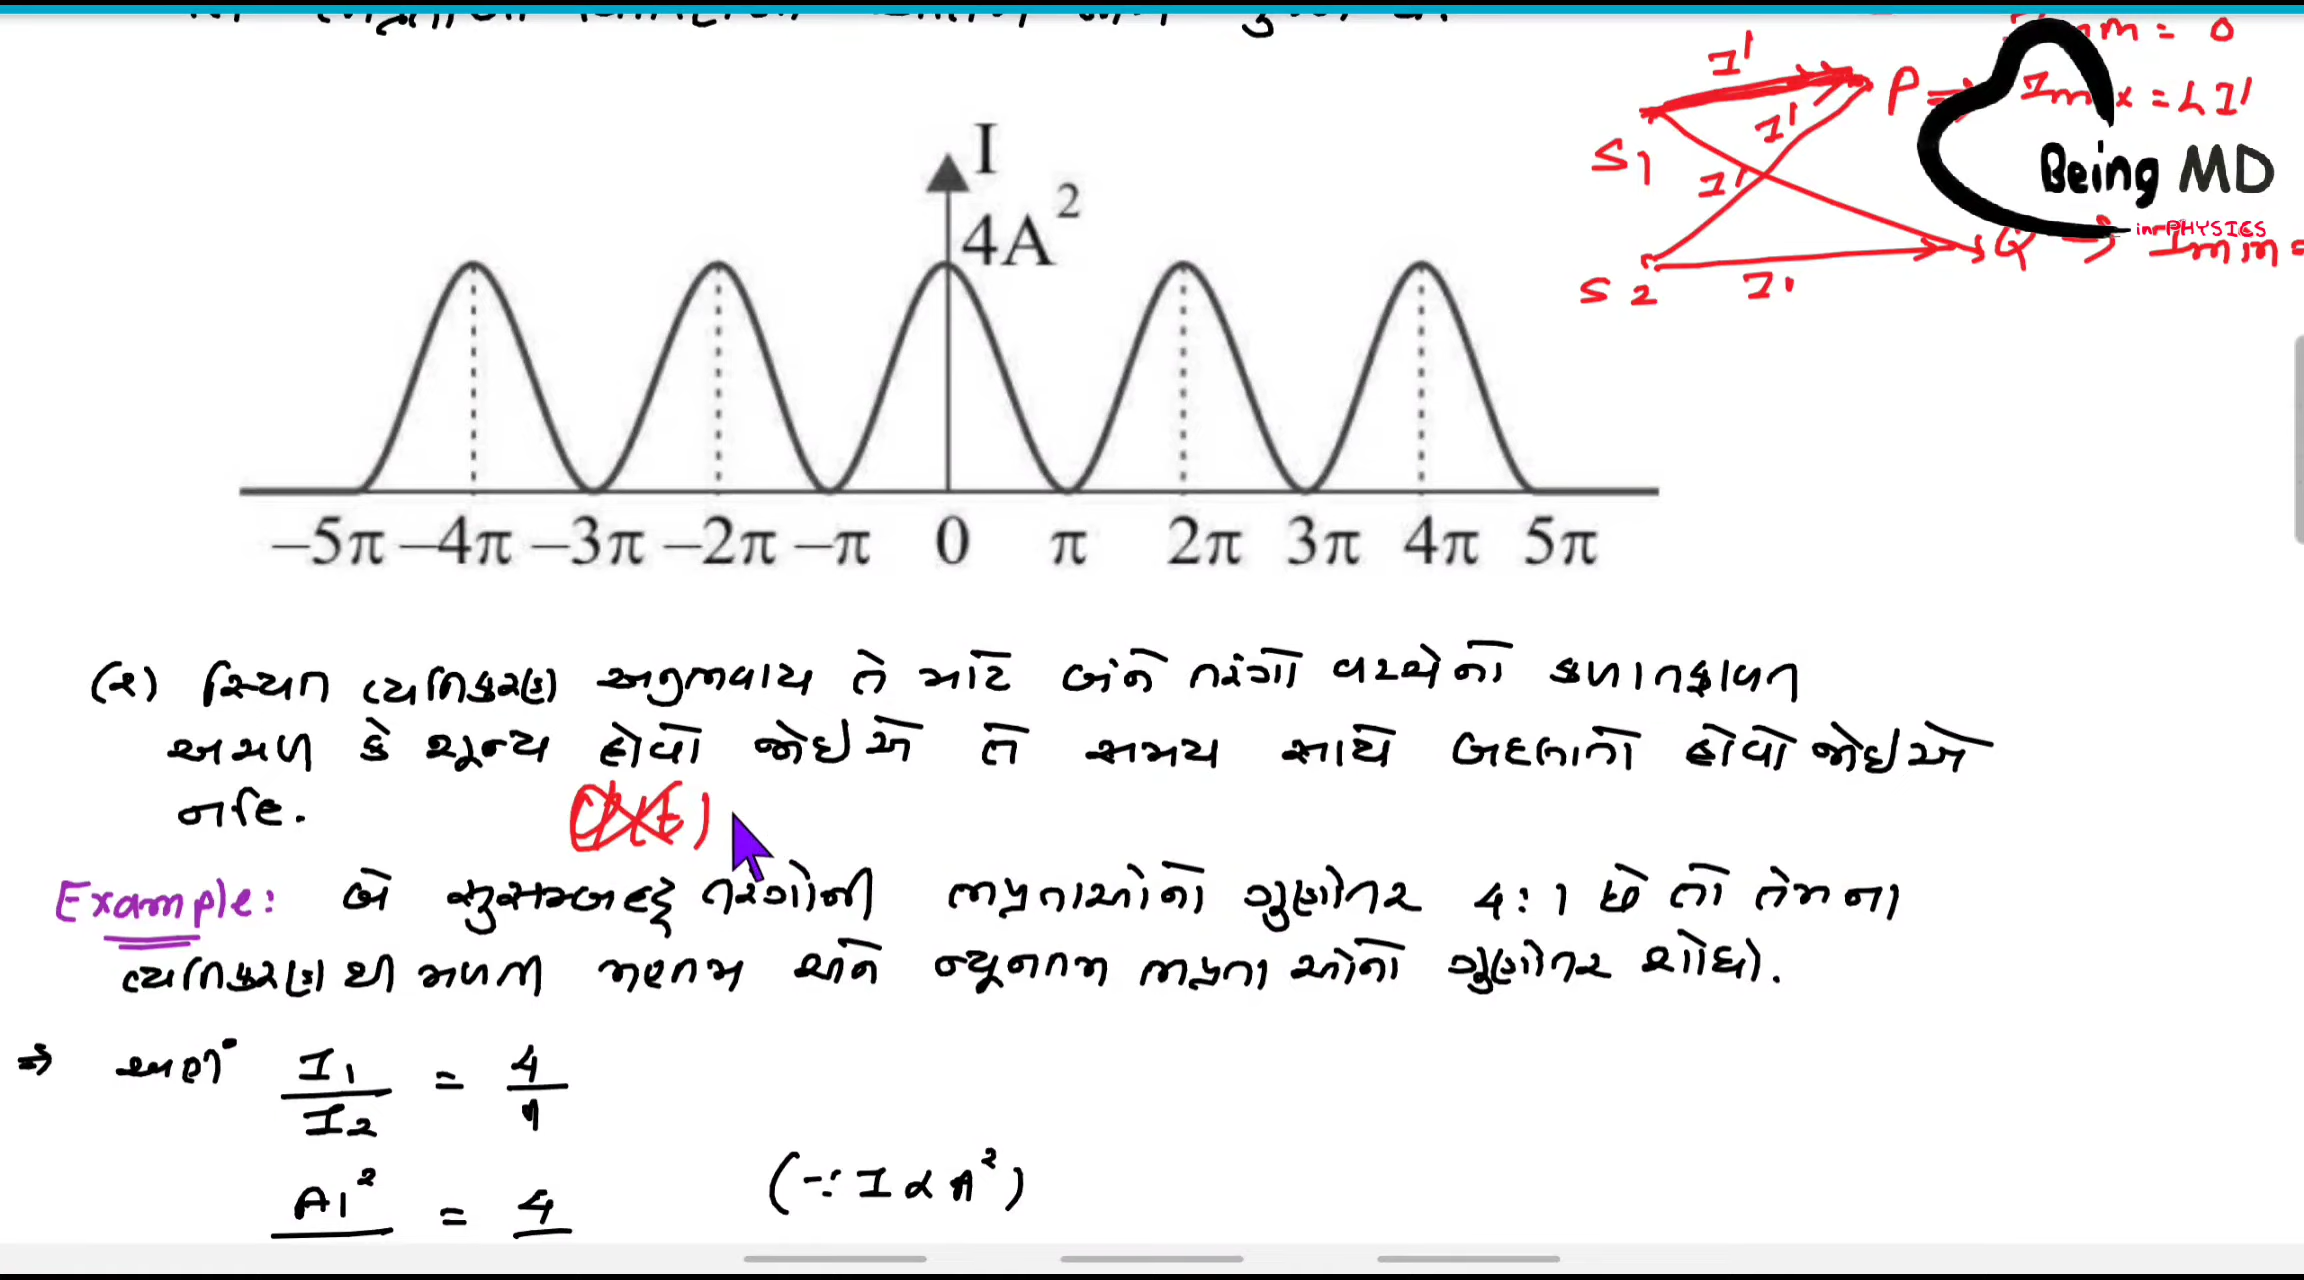 Imm = 0
I'
I'
P ⇒ Imax = 4I'
S1
I'
Being MD
in PHYSICS
Q → Imm =
S2
I'
I
4A²
–5π –4π –3π –2π –π 0 π 2π 3π 4π 5π
(૨) સ્થિત વ્યતિકરણ અનુભવાય તે માટે બંને તરંગો વચ્ચેનો કળાતફાવત
અચળ કે શૂન્ય હોવો જોઈએ તે સમય સાથે બદલાતો હોવો જોઈએ
નહિ.
(t)
Example: બે સુસમ્બદ્ધ તરંગોની તીવ્રતાઓનો ગુણોત્તર 4:1 છે તો તેમના
વ્યતિકરણ થી મળતી મહત્તમ અને ન્યૂનતમ તીવ્રતા ઓનો ગુણોત્તર શોધો.
⇒ અહીં I1 / I2 = 4 / 1
A1² = 4 (∵ I α A²)